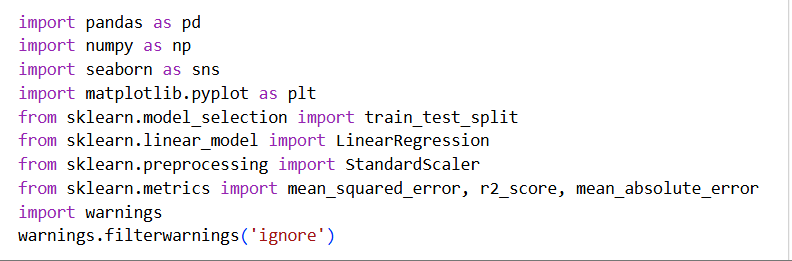 import pandas as pd
import numpy as np
import seaborn as sns
import matplotlib.pyplot as plt
from sklearn.model_selection import train_test_split
from sklearn.linear_model import LinearRegression
from sklearn.preprocessing import StandardScaler
from sklearn.metrics import mean_squared_error, r2_score, mean_absolute_error
import warnings
warnings.filterwarnings('ignore')